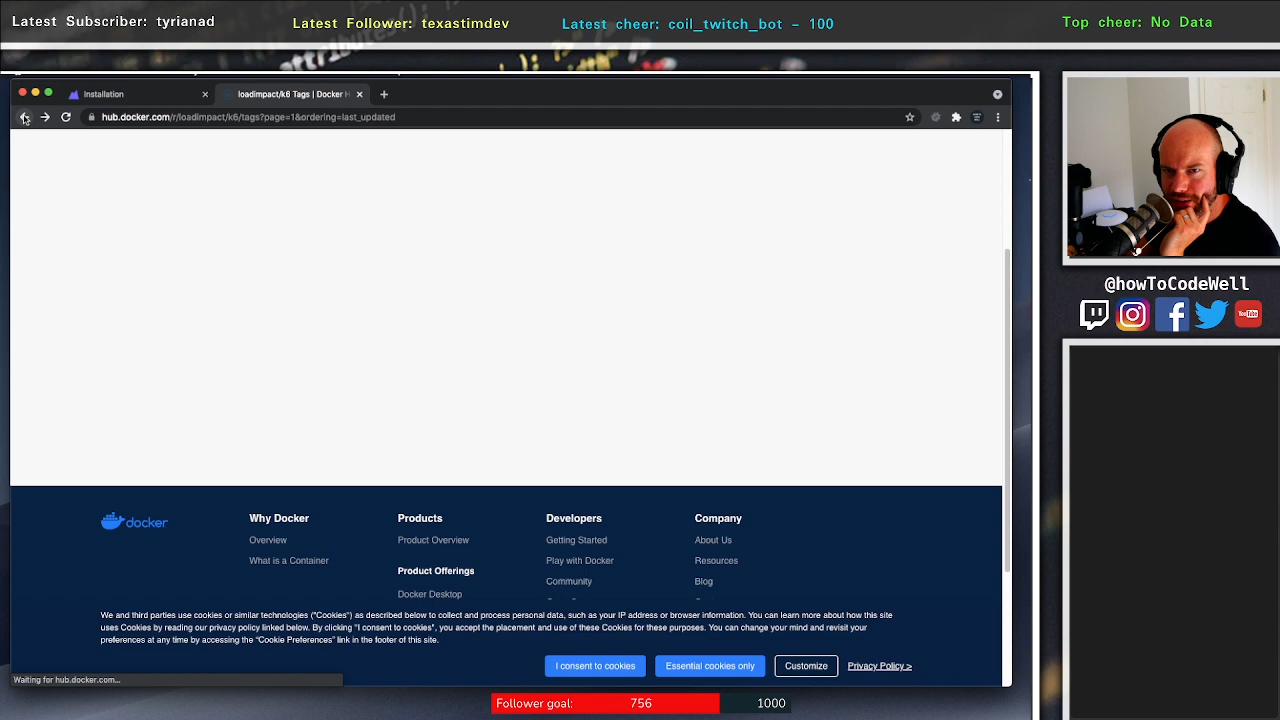 Latest Subscriber: tyrianad
Latest Follower: texastimdev
Latest cheer: coil_twitch_bot - 100
Top cheer: No Data
Installation
loadimpact/k6 Tags | Docker H
hub.docker.com/r/loadimpact/k6/tags?page=1&ordering=last_updated
@howToCodeWell
docker
Why Docker
Overview
What is a Container
Products
Product Overview
Product Offerings
Docker Desktop
Developers
Getting Started
Play with Docker
Community
Company
About Us
Resources
Blog
We and third parties use cookies or similar technologies ("Cookies") as described below to collect and process personal data, such as your IP address or browser information. You can learn more about how this site
uses Cookies by reading our privacy policy linked below. By clicking "I consent to cookies", you accept the placement and use of these Cookies for these purposes. You can change your mind and revisit your
preferences at any time by accessing the "Cookie Preferences" link in the footer of this site.
I consent to cookies
Essential cookies only
Customize
Privacy Policy >
Waiting for hub.docker.com...
Follower goal: 756 1000